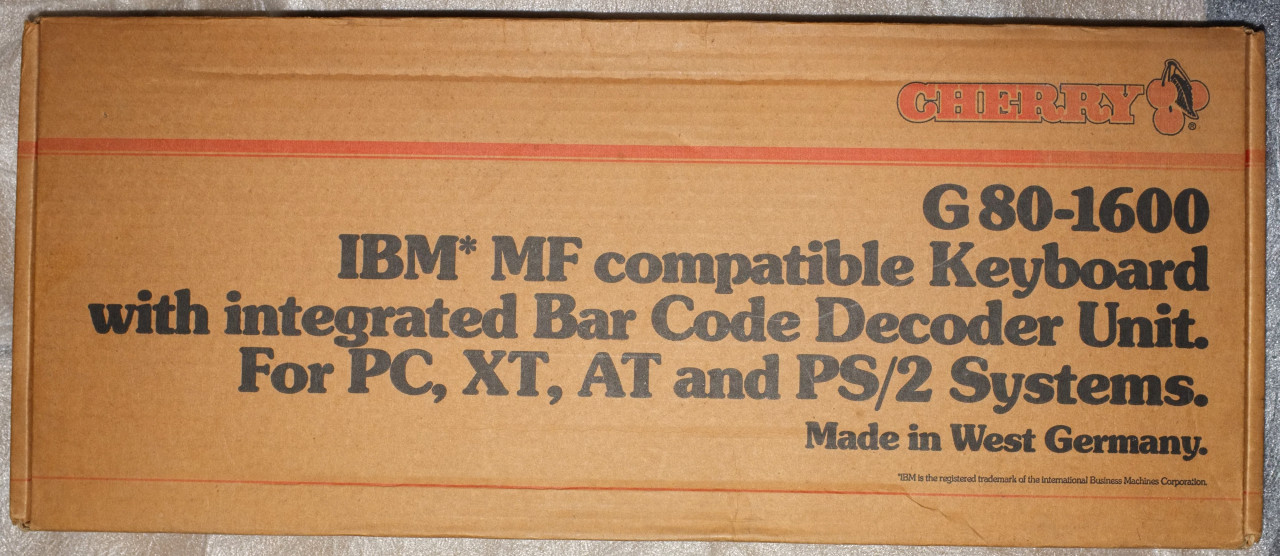 CHERRY
®
G 80-1600
IBM* MF compatible Keyboard
with integrated Bar Code Decoder Unit.
For PC, XT, AT and PS/2 Systems.
Made in West Germany.
*IBM is the registered trademark of the International Business Machines Corporation.